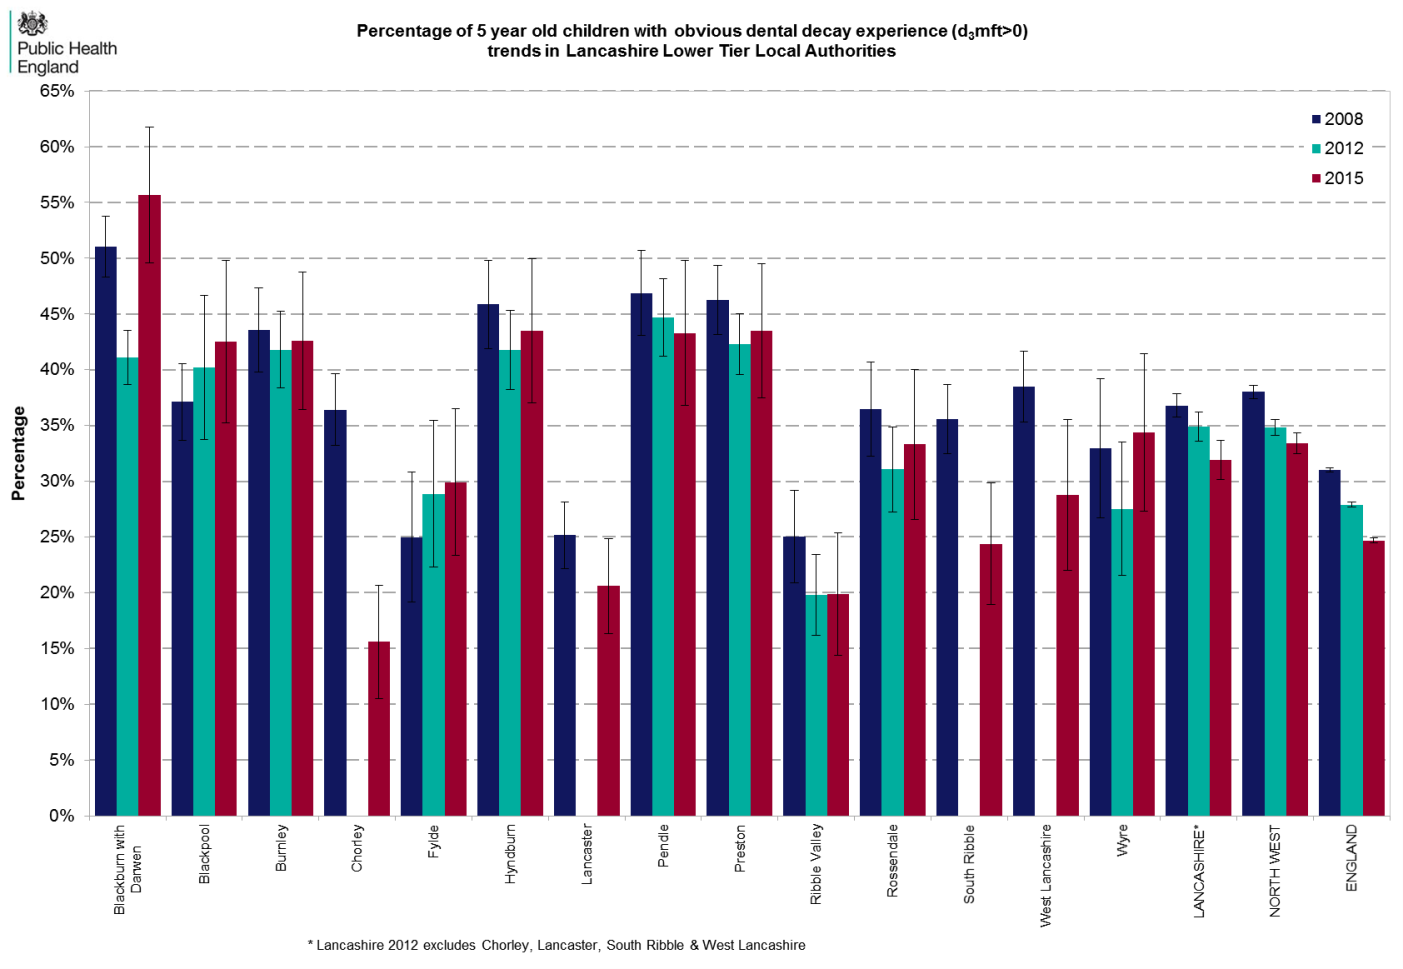 Public Health
England
Percentage of 5 year old children with obvious dental decay experience (d3mft>0)
trends in Lancashire Lower Tier Local Authorities
65%
60%
55%
50%
45%
40%
35%
30%
25%
20%
15%
10%
5%
0%
Percentage
2008
2012
2015
Blackburn with
Darwen
Blackpool
Burnley
Chorley
Fylde
Hyndburn
Lancaster
Pendle
Preston
Ribble Valley
Rossendale
South Ribble
West Lancashire
Wyre
LANCASHIRE*
NORTH WEST
ENGLAND
* Lancashire 2012 excludes Chorley, Lancaster, South Ribble & West Lancashire